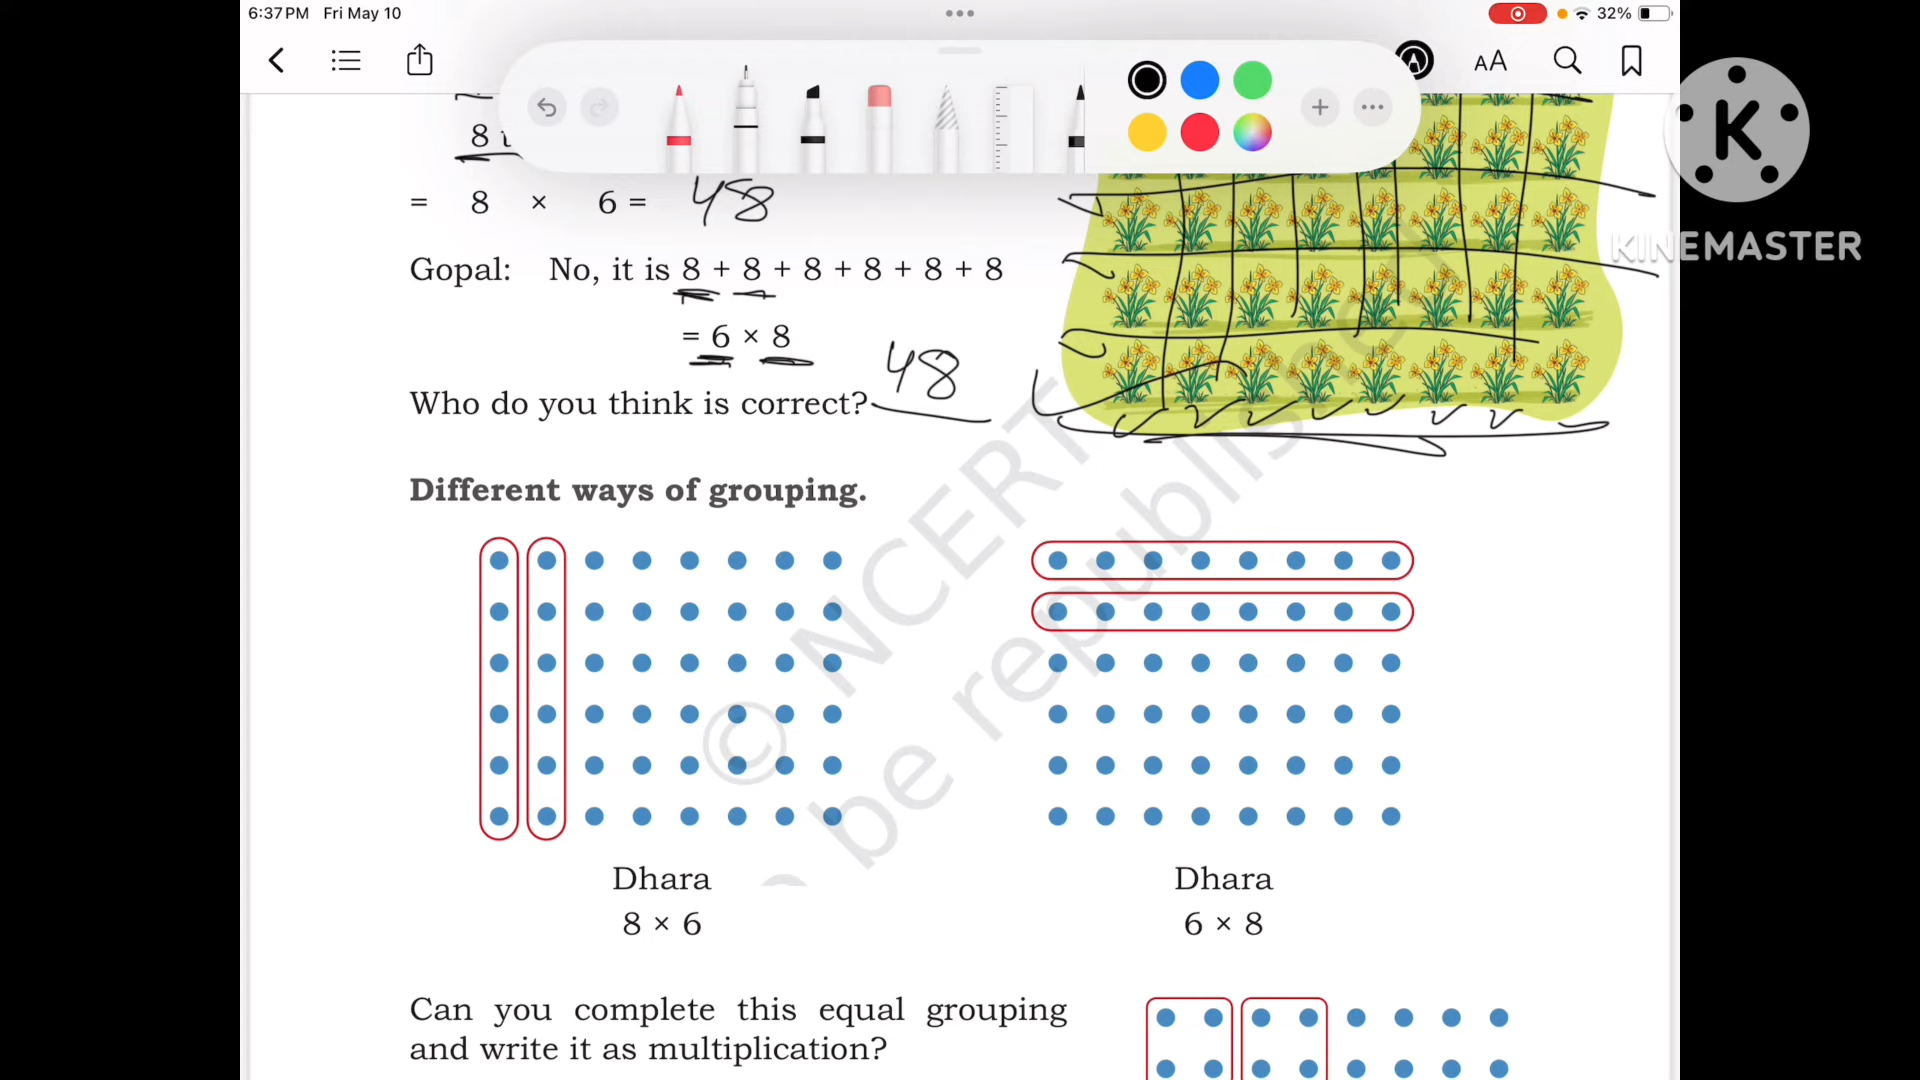 6:37 PM Fri May 10
32%
AA
K
KINEMASTER
8
= 8 × 6 = 48
Gopal: No, it is 8 + 8 + 8 + 8 + 8 + 8
= 6 × 8
48
Who do you think is correct?
Different ways of grouping.
© NCERT
be republished
Dhara
8 × 6
Dhara
6 × 8
Can you complete this equal grouping
and write it as multiplication?